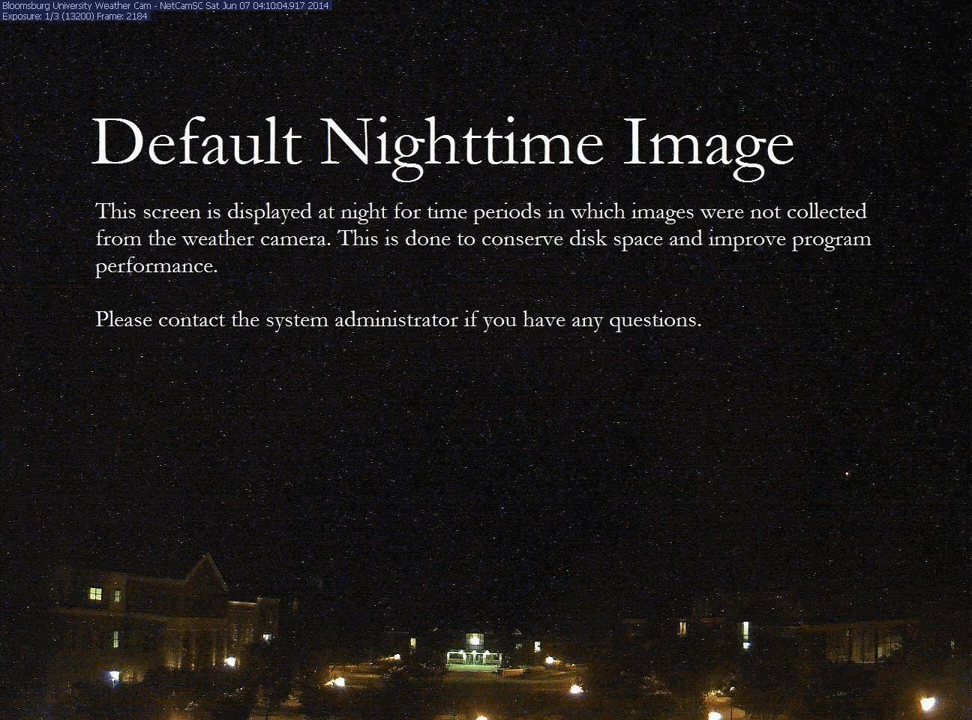 Bloomsburg University Weather Cam - NetCamSC Sat Jun 07 04:10:04.917 2014
Exposure: 1/3 (13200) Frame: 2184
Default Nighttime Image
This screen is displayed at night for time periods in which images were not collected
from the weather camera. This is done to conserve disk space and improve program
performance.
Please contact the system administrator if you have any questions.